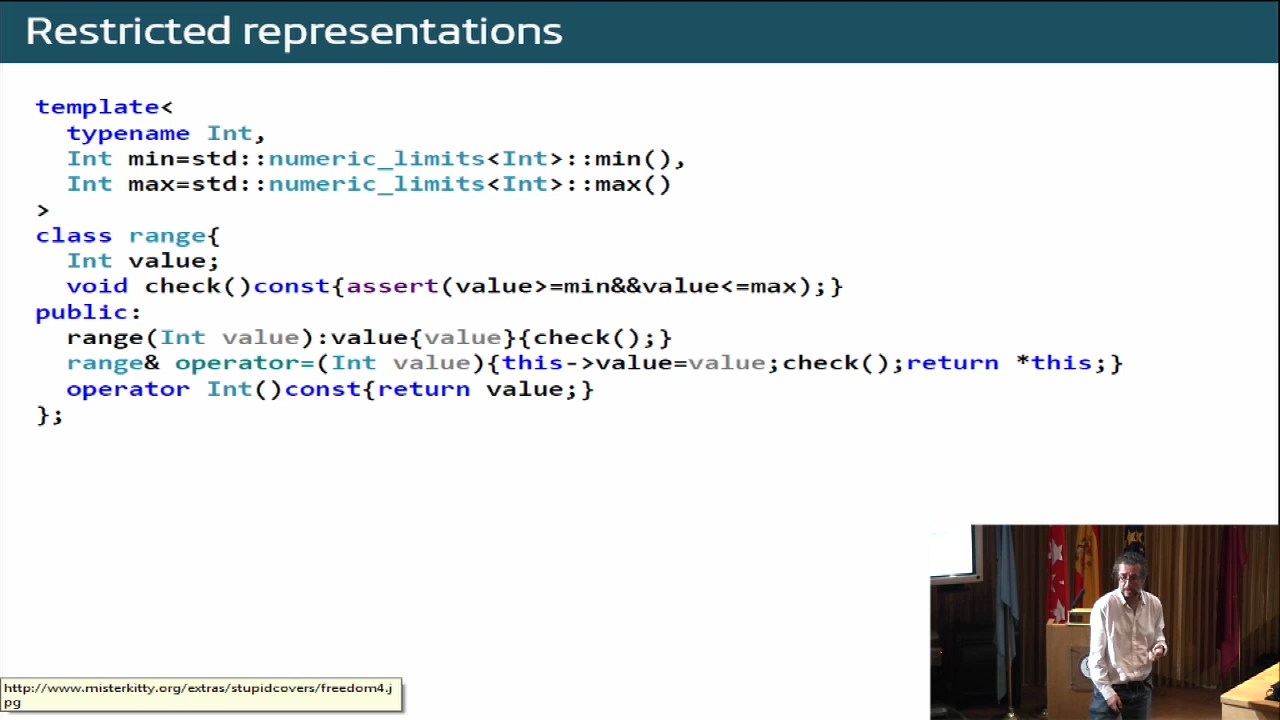 Restricted representations
template<
  typename Int,
  Int min=std::numeric_limits<Int>::min(),
  Int max=std::numeric_limits<Int>::max()
>
class range{
  Int value;
  void check()const{assert(value>=min&&value<=max);}
public:
  range(Int value):value{value}{check();}
  range& operator=(Int value){this->value=value;check();return *this;}
  operator Int()const{return value;}
};
http://www.misterkitty.org/extras/stupidcovers/freedom4.j
pg